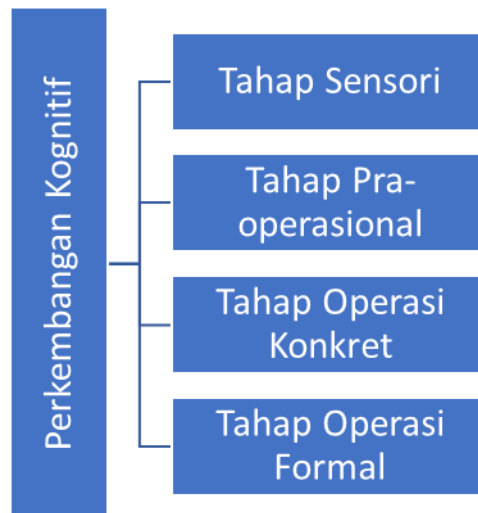 Perkembangan Kognitif
Tahap Sensori
Tahap Pra-
operasional
Tahap Operasi
Konkret
Tahap Operasi
Formal